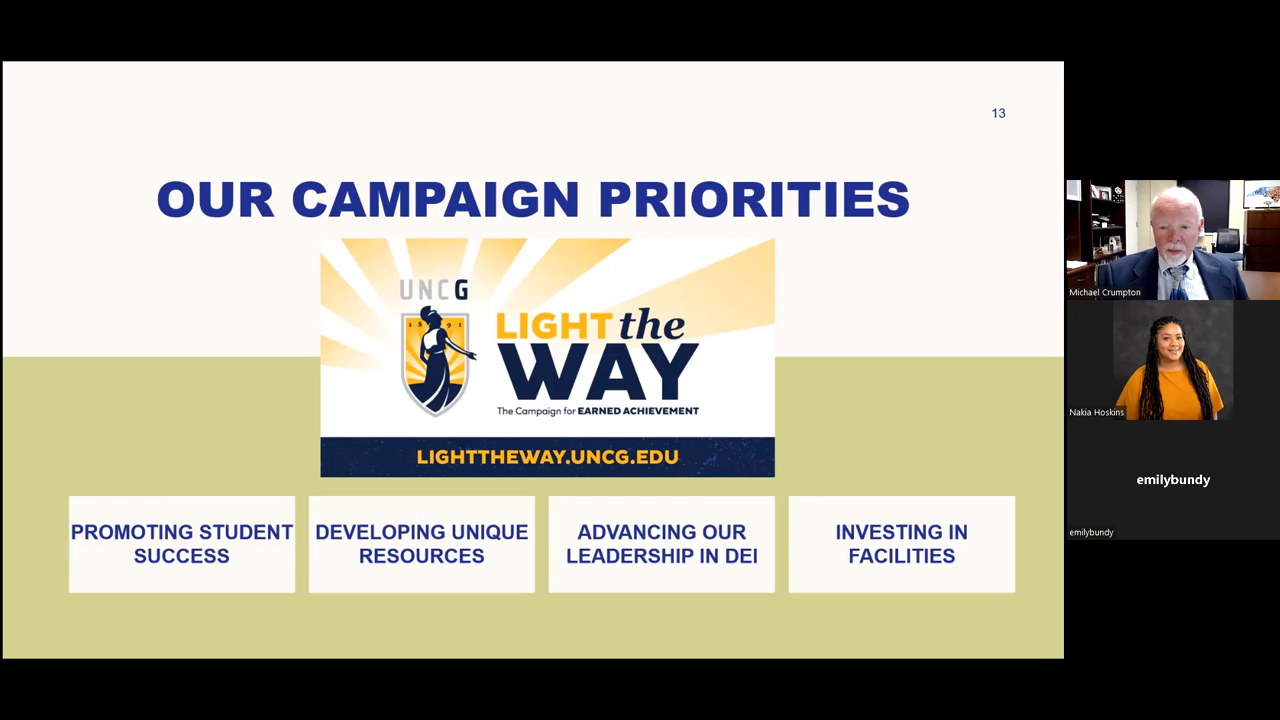 13
OUR CAMPAIGN PRIORITIES
UNCG
1891
LIGHT the
WAY
The Campaign for EARNED ACHIEVEMENT
LIGHTTHEWAY.UNCG.EDU
PROMOTING STUDENT
SUCCESS
DEVELOPING UNIQUE
RESOURCES
ADVANCING OUR
LEADERSHIP IN DEI
INVESTING IN
FACILITIES
Michael Crumpton
Nakia Hoskins
emilybundy
emilybundy